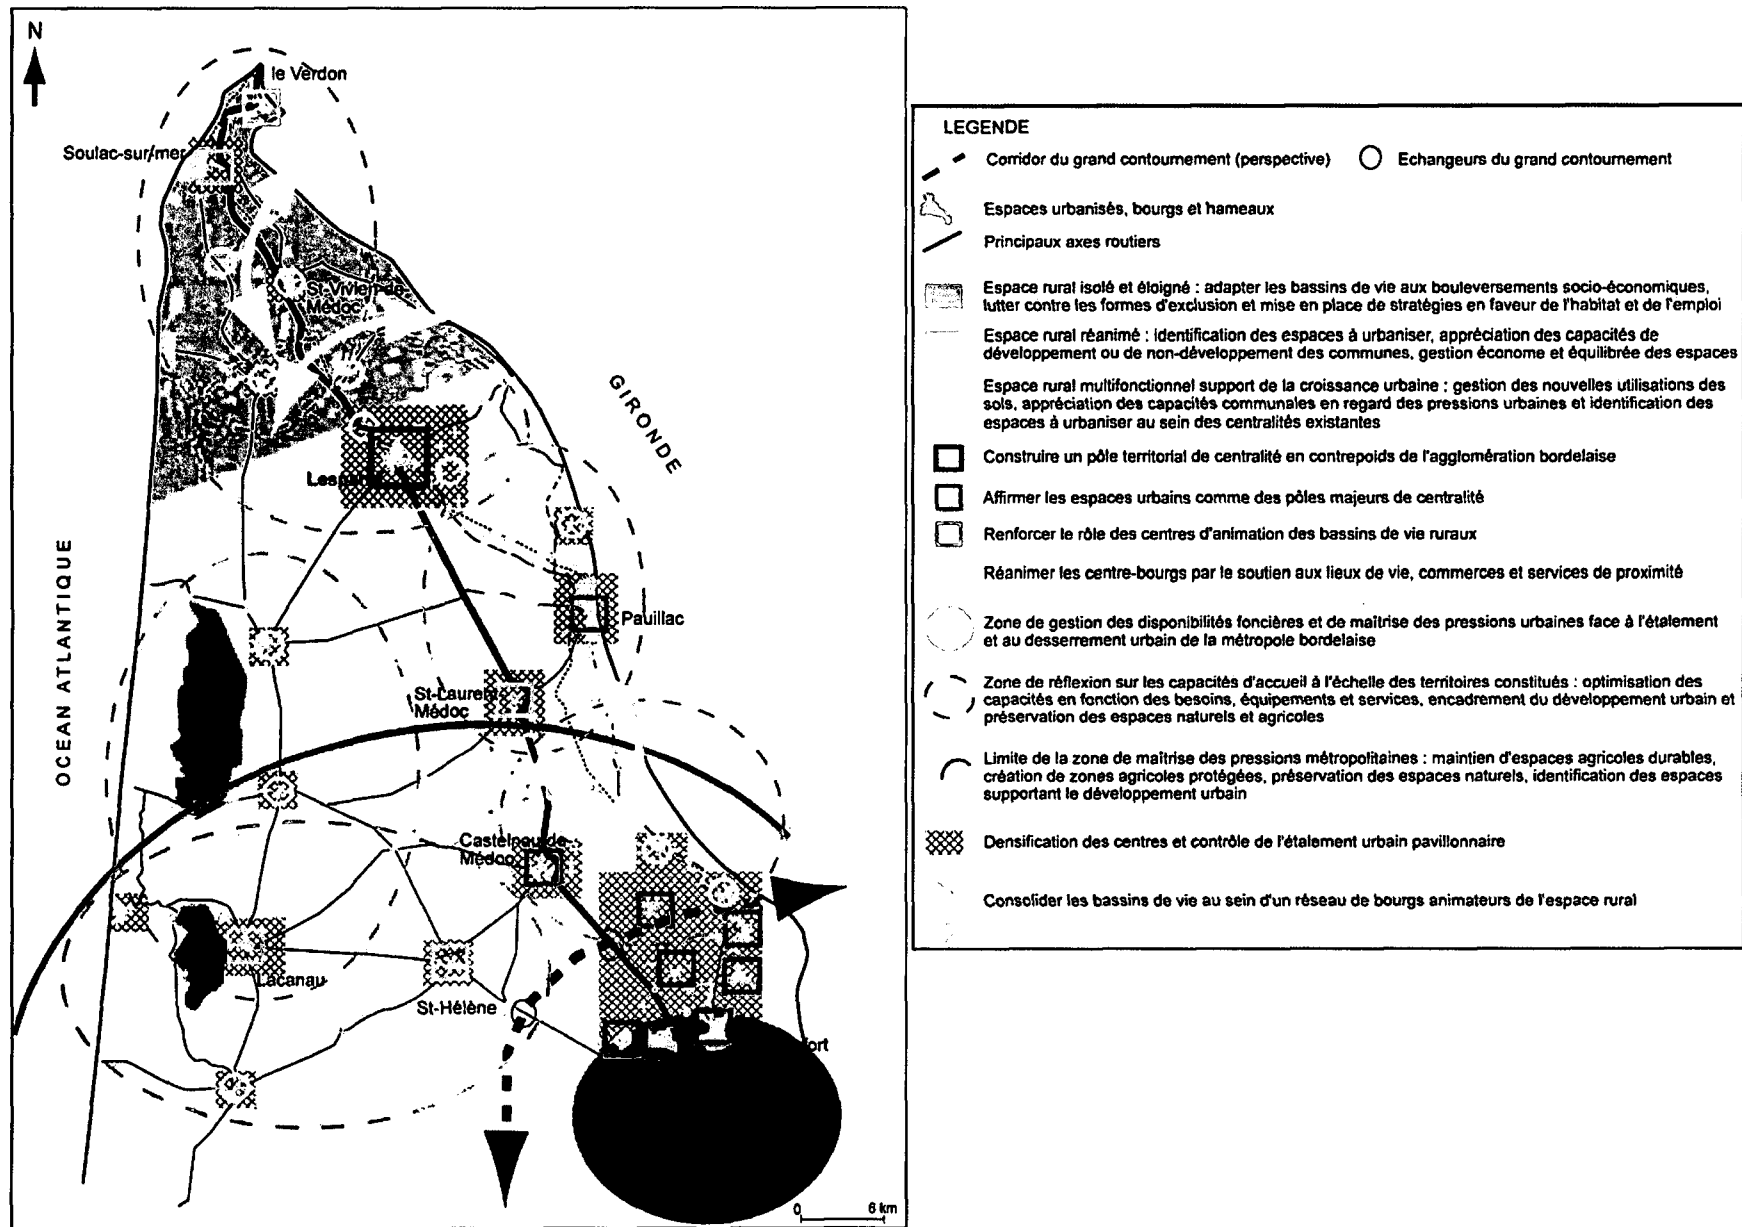 N
le Verdon
Soulac-sur/mer
St-Vivien-de-
Médoc
GIRONDE
OCEAN ATLANTIQUE
Pauillac
St-Laurent
Médoc
Castelnau de
Médoc
Lacanau
St-Hélène
0 6 km
LEGENDE
Corridor du grand contournement (perspective)
Echangeurs du grand contournement
Espaces urbanisés, bourgs et hameaux
Principaux axes routiers
Espace rural isolé et éloigné : adapter les bassins de vie aux bouleversements socio-économiques,
lutter contre les formes d'exclusion et mise en place de stratégies en faveur de l'habitat et de l'emploi
Espace rural réanimé : identification des espaces à urbaniser, appréciation des capacités de
développement ou de non-développement des communes, gestion économe et équilibrée des espaces
Espace rural multifonctionnel support de la croissance urbaine : gestion des nouvelles utilisations des
sols, appréciation des capacités communales en regard des pressions urbaines et identification des
espaces à urbaniser au sein des centralités existantes
Construire un pôle territorial de centralité en contrepoids de l'agglomération bordelaise
Affirmer les espaces urbains comme des pôles majeurs de centralité
Renforcer le rôle des centres d'animation des bassins de vie ruraux
Réanimer les centre-bourgs par le soutien aux lieux de vie, commerces et services de proximité
Zone de gestion des disponibilités foncières et de maîtrise des pressions urbaines face à l'étalement
et au desserrement urbain de la métropole bordelaise
Zone de réflexion sur les capacités d'accueil à l'échelle des territoires constitués : optimisation des
capacités en fonction des besoins, équipements et services, encadrement du développement urbain et
préservation des espaces naturels et agricoles
Limite de la zone de maîtrise des pressions métropolitaines : maintien d'espaces agricoles durables,
création de zones agricoles protégées, préservation des espaces naturels, identification des espaces
supportant le développement urbain
Densification des centres et contrôle de l'étalement urbain pavillonnaire
Consolider les bassins de vie au sein d'un réseau de bourgs animateurs de l'espace rural